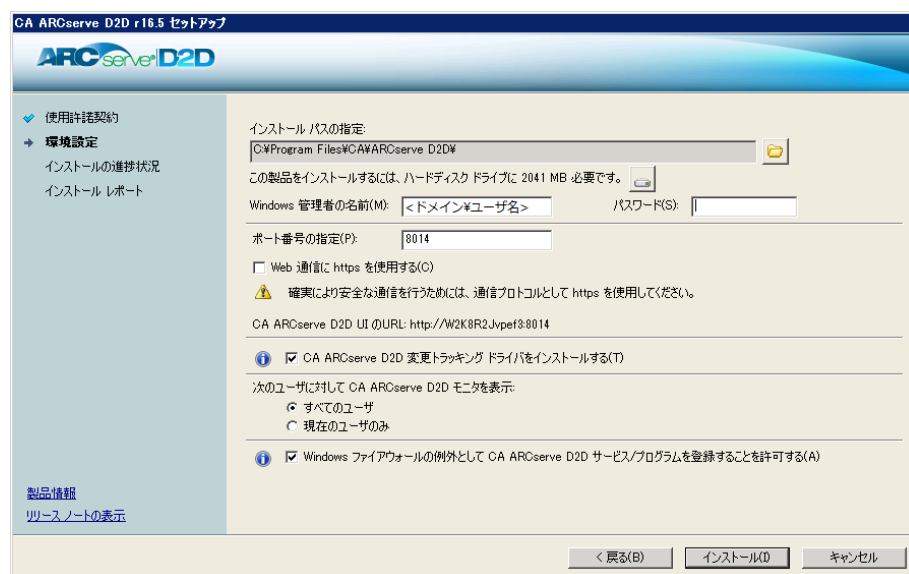 CA ARCserve D2D r16.5 セットアップ
ARCserve D2D
使用許諾契約
環境設定
インストールの進捗状況
インストール レポート
インストール パスの指定:
C:¥Program Files¥CA¥ARCserve D2D¥
この製品をインストールするには、ハードディスク ドライブに 2041 MB 必要です。
Windows 管理者の名前(M): <ドメイン¥ユーザ名> パスワード(S):
ポート番号の指定(P): 8014
Web 通信に https を使用する(C)
確実により安全な通信を行うためには、通信プロトコルとして https を使用してください。
CA ARCserve D2D UI のURL: http://W2K8R2Jvpef3:8014
CA ARCserve D2D 変更トラッキング ドライバをインストールする(T)
次のユーザに対して CA ARCserve D2D モニタを表示:
すべてのユーザ
現在のユーザのみ
Windows ファイアウォールの例外として CA ARCserve D2D サービス/プログラムを登録することを許可する(A)
製品情報
リリース ノートの表示
< 戻る(B) インストール(I) キャンセル